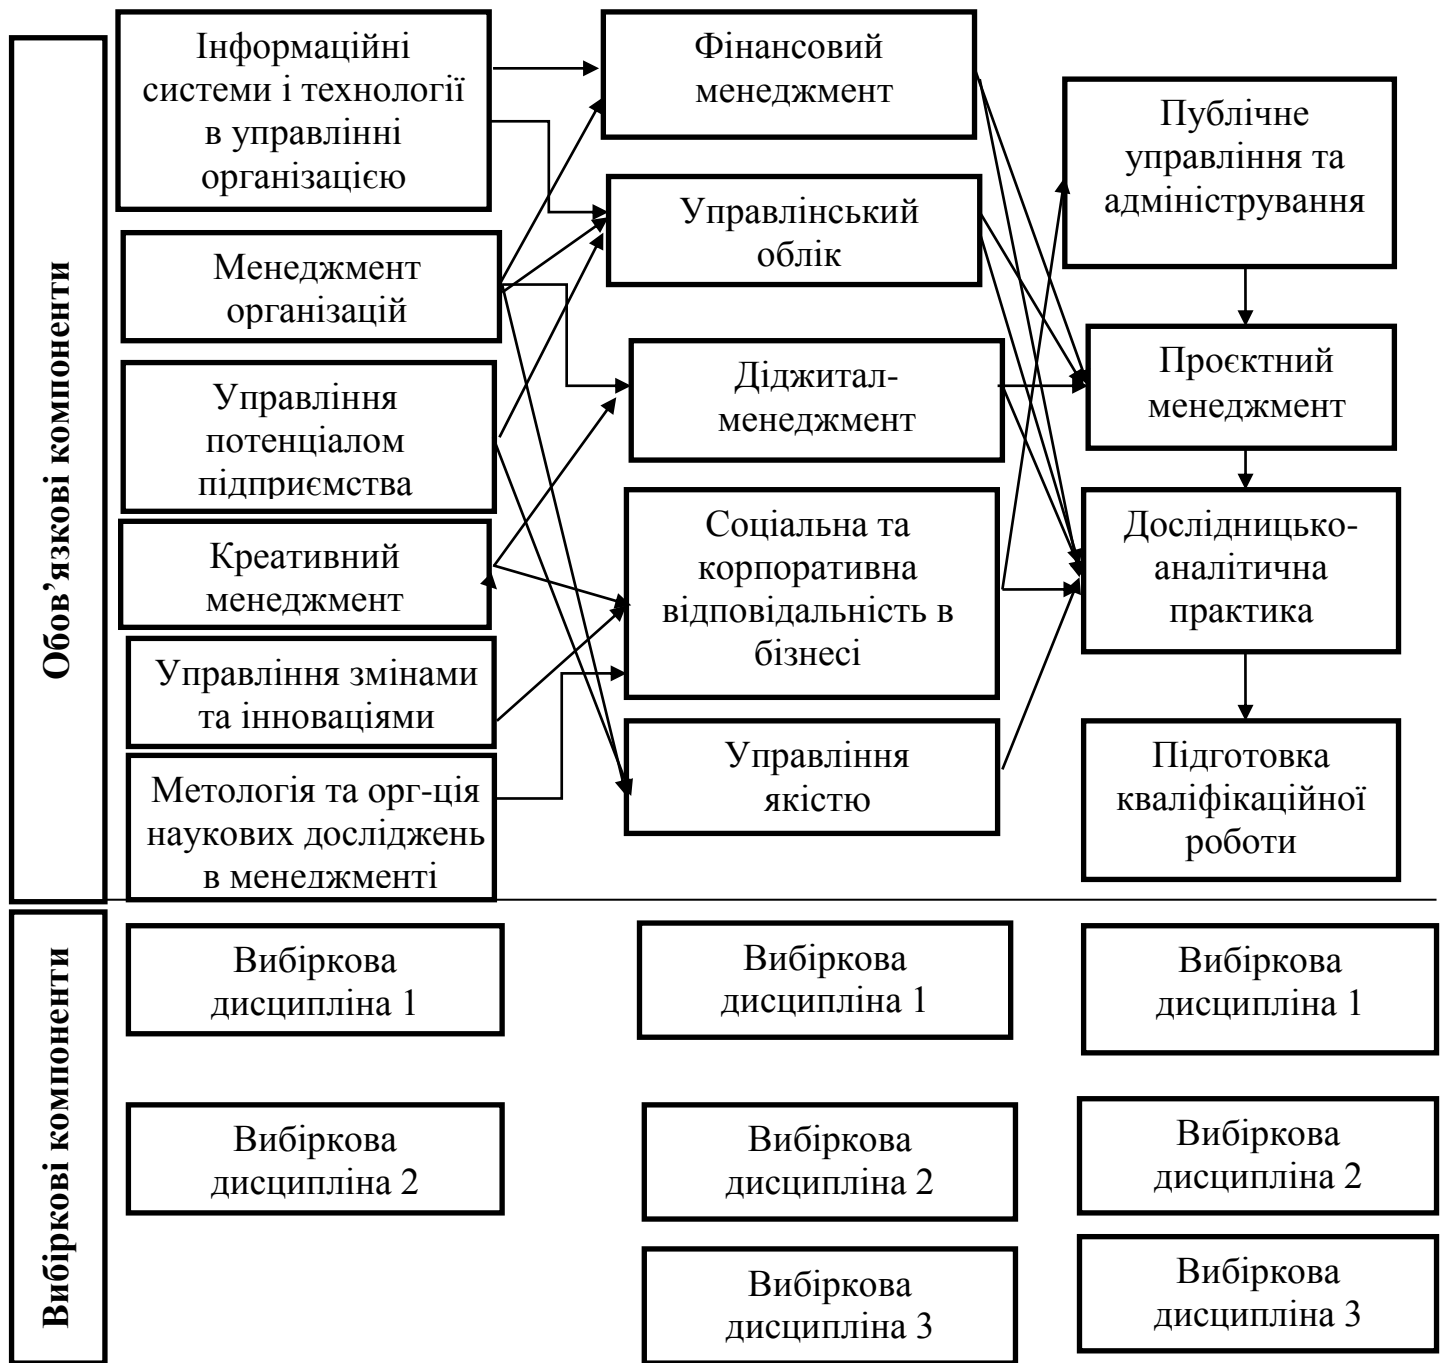 Обов’язкові компоненти
Інформаційні
системи і технології
в управлінні
організацією
Менеджмент
організацій
Управління
потенціалом
підприємства
Креативний
менеджмент
Управління змінами
та інноваціями
Метологія та орг-ція
наукових досліджень
в менеджменті
Фінансовий
менеджмент
Управлінський
облік
Діджитал-
менеджмент
Соціальна та
корпоративна
відповідальність в
бізнесі
Управління
якістю
Публічне
управління та
адміністрування
Проєктний
менеджмент
Дослідницько-
аналітична
практика
Підготовка
кваліфікаційної
роботи
Вибіркові компоненти
Вибіркова
дисципліна 1
Вибіркова
дисципліна 2
Вибіркова
дисципліна 1
Вибіркова
дисципліна 2
Вибіркова
дисципліна 3
Вибіркова
дисципліна 1
Вибіркова
дисципліна 2
Вибіркова
дисципліна 3